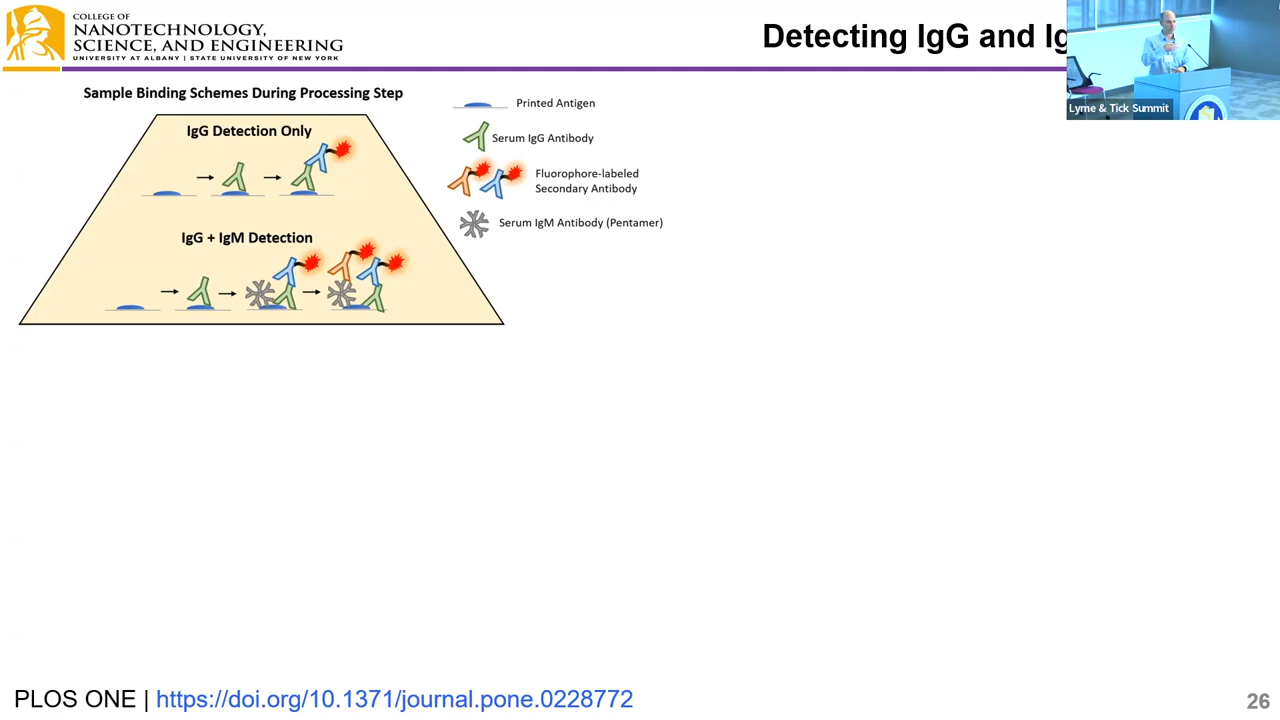 COLLEGE OF
NANOTECHNOLOGY,
SCIENCE, AND ENGINEERING
UNIVERSITY AT ALBANY | STATE UNIVERSITY OF NEW YORK
Detecting IgG and
Lyme & Tick Summit
Sample Binding Schemes During Processing Step
IgG Detection Only
IgG + IgM Detection
Printed Antigen
Serum IgG Antibody
Fluorophore-labeled
Secondary Antibody
Serum IgM Antibody (Pentamer)
PLOS ONE | https://doi.org/10.1371/journal.pone.0228772
26